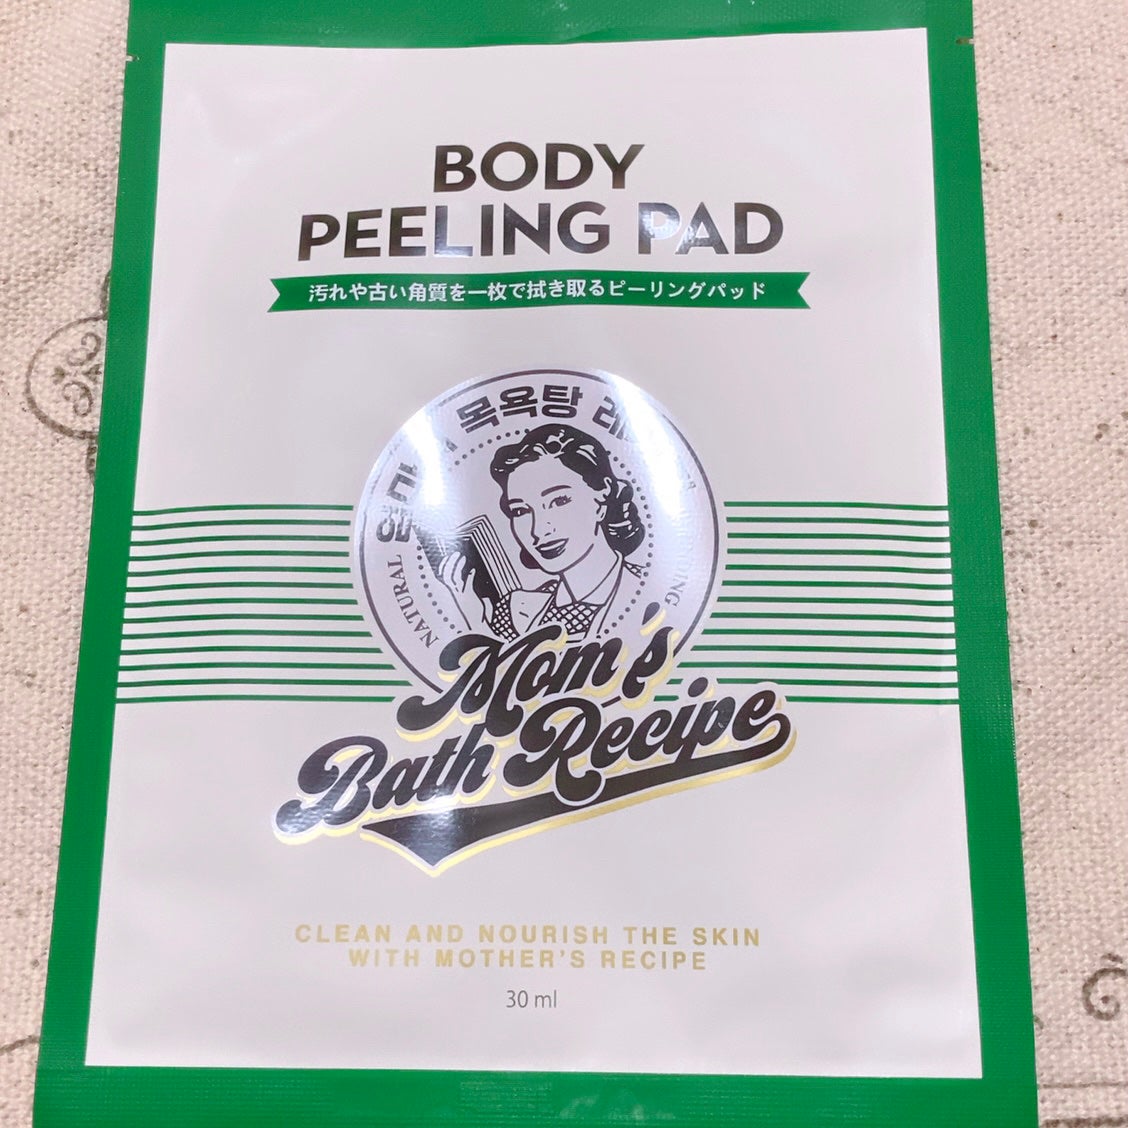 BODY
PEELING PAD
汚れや古い角質を一枚で拭き取るピーリングパッド
목욕탕
NATURAL
Mom's
Bath Recipe
CLEAN AND NOURISH THE SKIN
WITH MOTHER'S RECIPE
30 ml